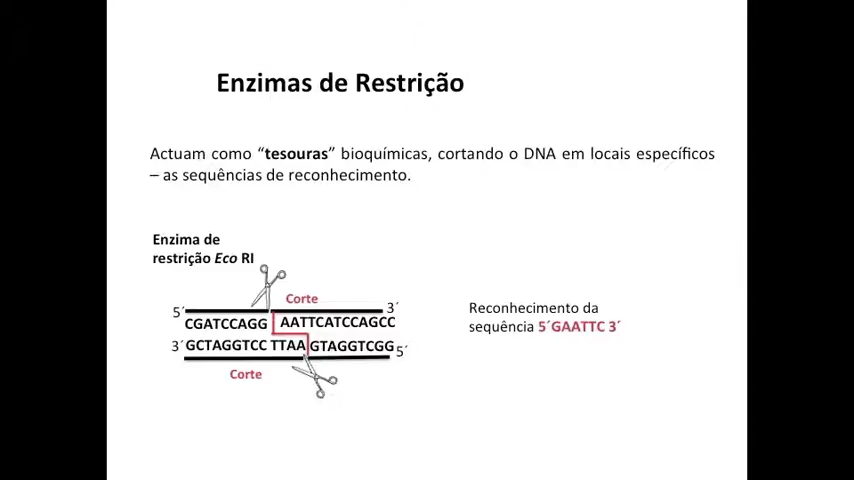 Enzimas de Restrição
Actuam como “tesouras” bioquímicas, cortando o DNA em locais específicos
– as sequências de reconhecimento.
Enzima de
restrição Eco RI
Corte
5´ 3´
CGATCCAGG AATTCATCCAGCC
3´ GCTAGGTCC TTAA GTAGGTCGG 5´
Corte
Reconhecimento da
sequência 5´GAATTC 3´